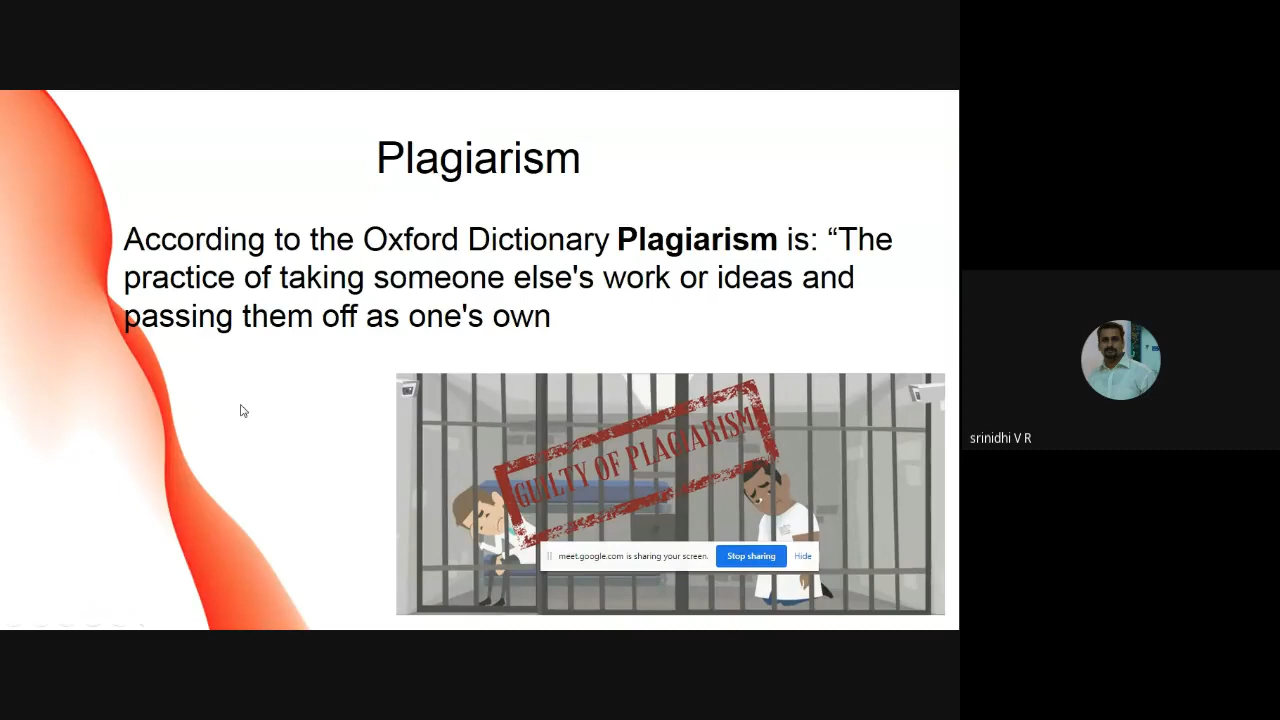 Plagiarism
According to the Oxford Dictionary Plagiarism is: “The
practice of taking someone else's work or ideas and
passing them off as one's own
GUILTY OF PLAGIARISM
meet.google.com is sharing your screen.
Stop sharing
Hide
srinidhi V R